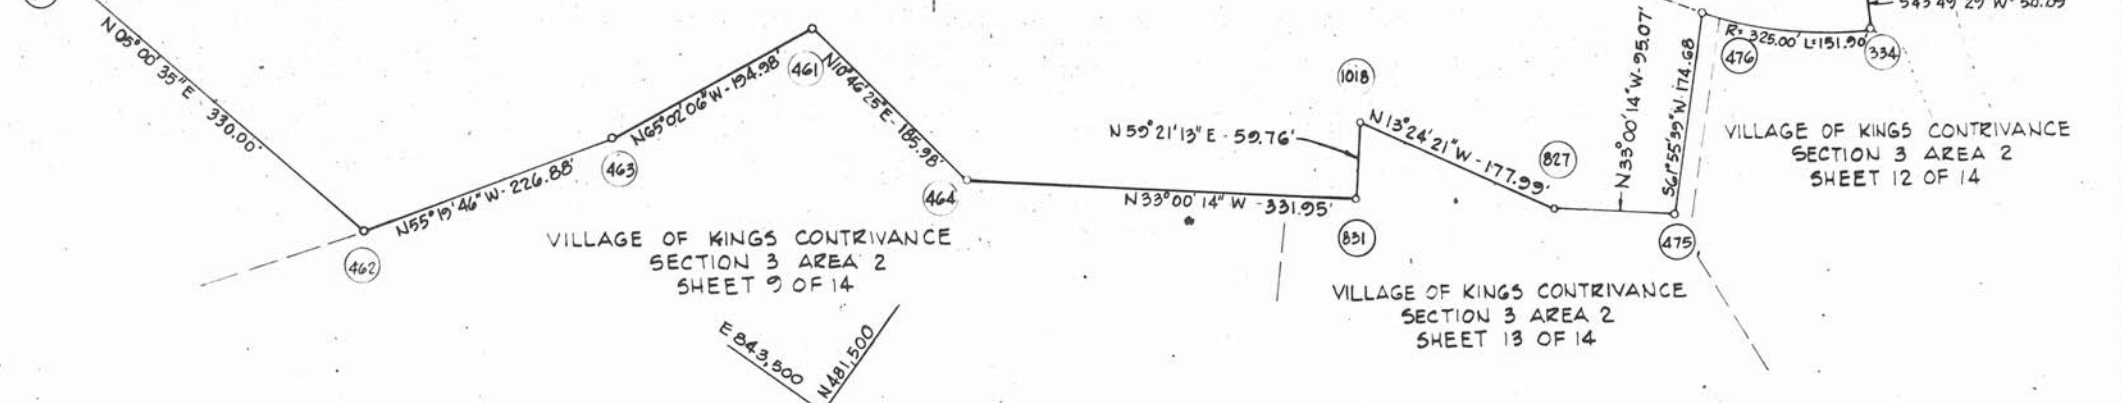 N05°00'35"E - 330.00'
462
N55°19'46"W - 226.88'
463
N65°02'06"W - 194.98'
461
N10°46'25"E - 185.98'
464
VILLAGE OF KINGS CONTRIVANCE
SECTION 3 AREA 2
SHEET 9 OF 14
E 843,500
N 481,500
N33°00'14"W - 331.95'
N59°21'13"E - 59.76'
1018
831
N13°24'21"W - 177.99'
827
N33°00'14"W - 95.07'
475
S61°55'39"W 174.68
VILLAGE OF KINGS CONTRIVANCE
SECTION 3 AREA 2
SHEET 13 OF 14
476
R= 325.00' L=151.90'
334
VILLAGE OF KINGS CONTRIVANCE
SECTION 3 AREA 2
SHEET 12 OF 14